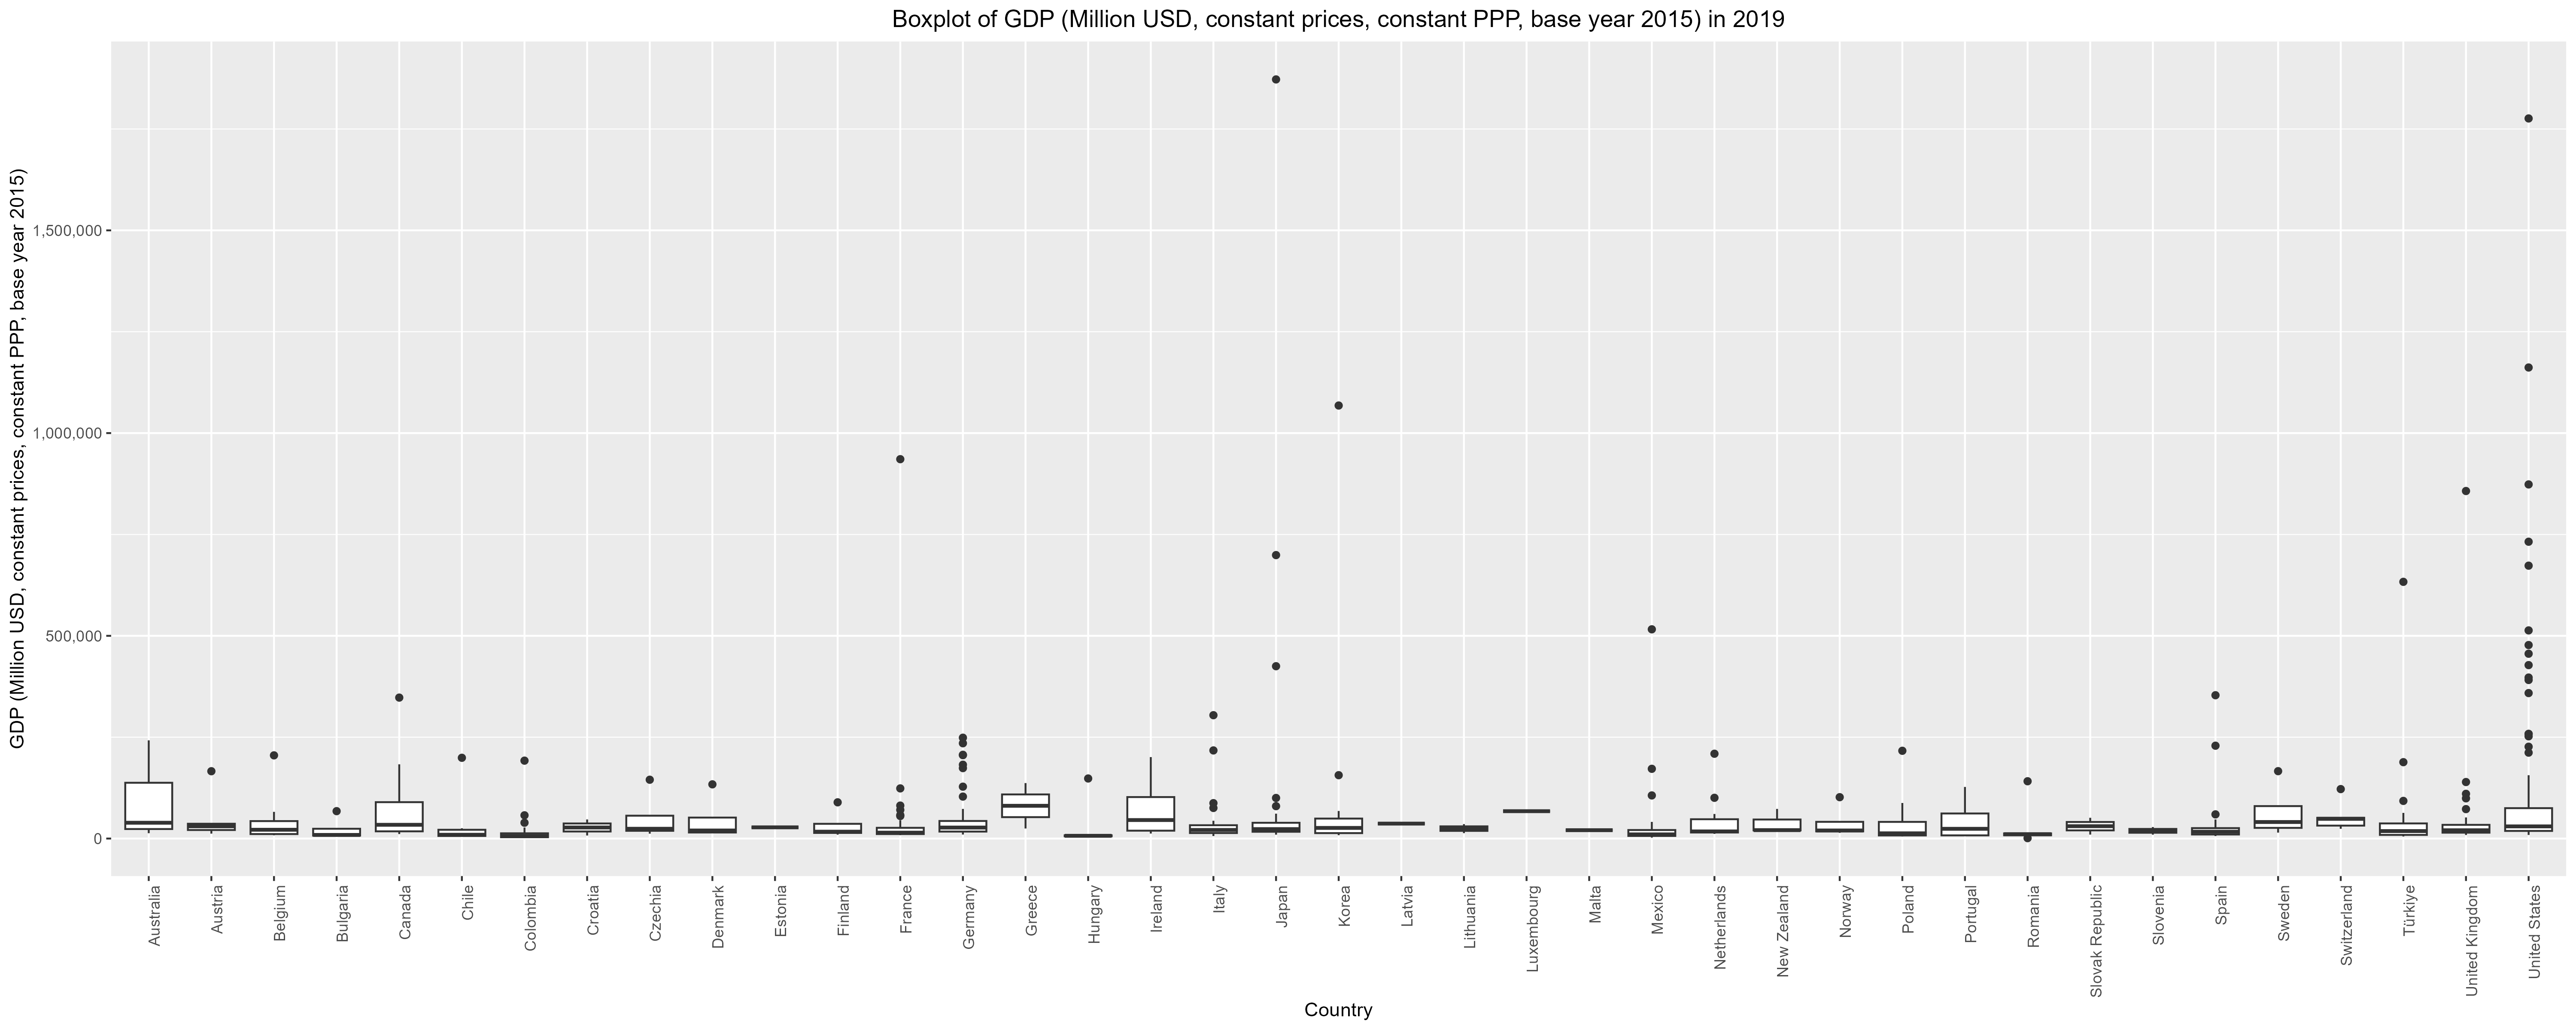 Boxplot of GDP (Million USD, constant prices, constant PPP, base year 2015) in 2019
GDP (Million USD, constant prices, constant PPP, base year 2015)
1,500,000
1,000,000
500,000
0
Australia
Austria
Belgium
Bulgaria
Canada
Chile
Colombia
Croatia
Czechia
Denmark
Estonia
Finland
France
Germany
Greece
Hungary
Ireland
Italy
Japan
Korea
Latvia
Lithuania
Luxembourg
Malta
Mexico
Netherlands
New Zealand
Norway
Poland
Portugal
Romania
Slovak Republic
Slovenia
Spain
Sweden
Switzerland
Türkiye
United Kingdom
United States
Country